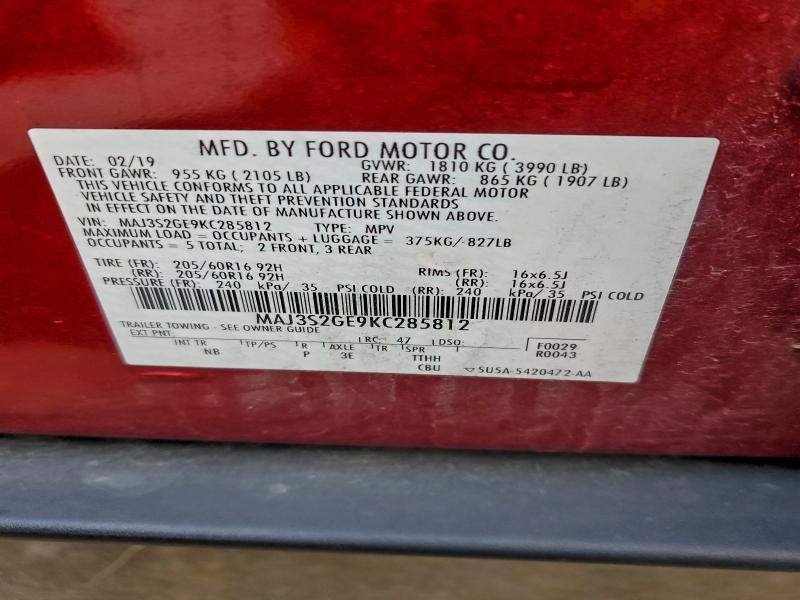 MFD. BY FORD MOTOR CO.
DATE: 02/19 GVWR: 1810 KG ( 3990 LB)
FRONT GAWR: 955 KG ( 2105 LB) REAR GAWR: 865 KG ( 1907 LB)
THIS VEHICLE CONFORMS TO ALL APPLICABLE FEDERAL MOTOR
VEHICLE SAFETY AND THEFT PREVENTION STANDARDS
IN EFFECT ON THE DATE OF MANUFACTURE SHOWN ABOVE.
VIN: MAJ3S2GE9KC285812 TYPE: MPV
MAXIMUM LOAD = OCCUPANTS + LUGGAGE = 375KG/ 827LB
OCCUPANTS = 5 TOTAL; 2 FRONT, 3 REAR
TIRE (FR): 205/60R16 92H RIMS (FR): 16x6.5J
(RR): 205/60R16 92H (RR): 16x6.5J
PRESSURE (FR): 240 kPa/ 35 PSI COLD (RR): 240 kPa/ 35 PSI COLD
MAJ3S2GE9KC285812
TRAILER TOWING - SEE OWNER GUIDE
EXT PNT: RC: 47 DSO: F0029
R0043
INT TR TP/PS R AXLE TR SPR
NB P 3E TTHH
CBU 5U5A-5420472-AA